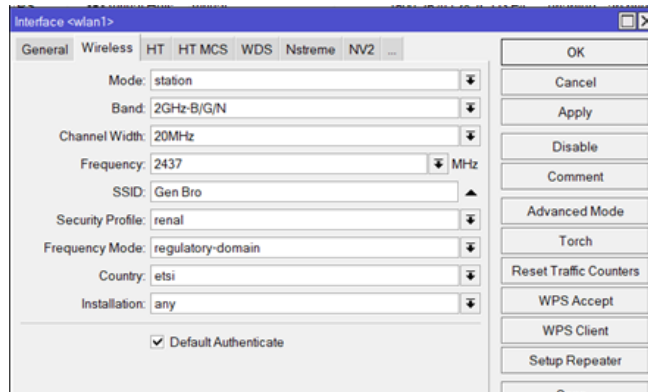 Interface <wlan1>
General Wireless HT HT MCS WDS Nstreme NV2 ...
Mode: station
Band: 2GHz-B/G/N
Channel Width: 20MHz
Frequency: 2437 MHz
SSID: Gen Bro
Security Profile: renal
Frequency Mode: regulatory-domain
Country: etsi
Installation: any
Default Authenticate
OK
Cancel
Apply
Disable
Comment
Advanced Mode
Torch
Reset Traffic Counters
WPS Accept
WPS Client
Setup Repeater